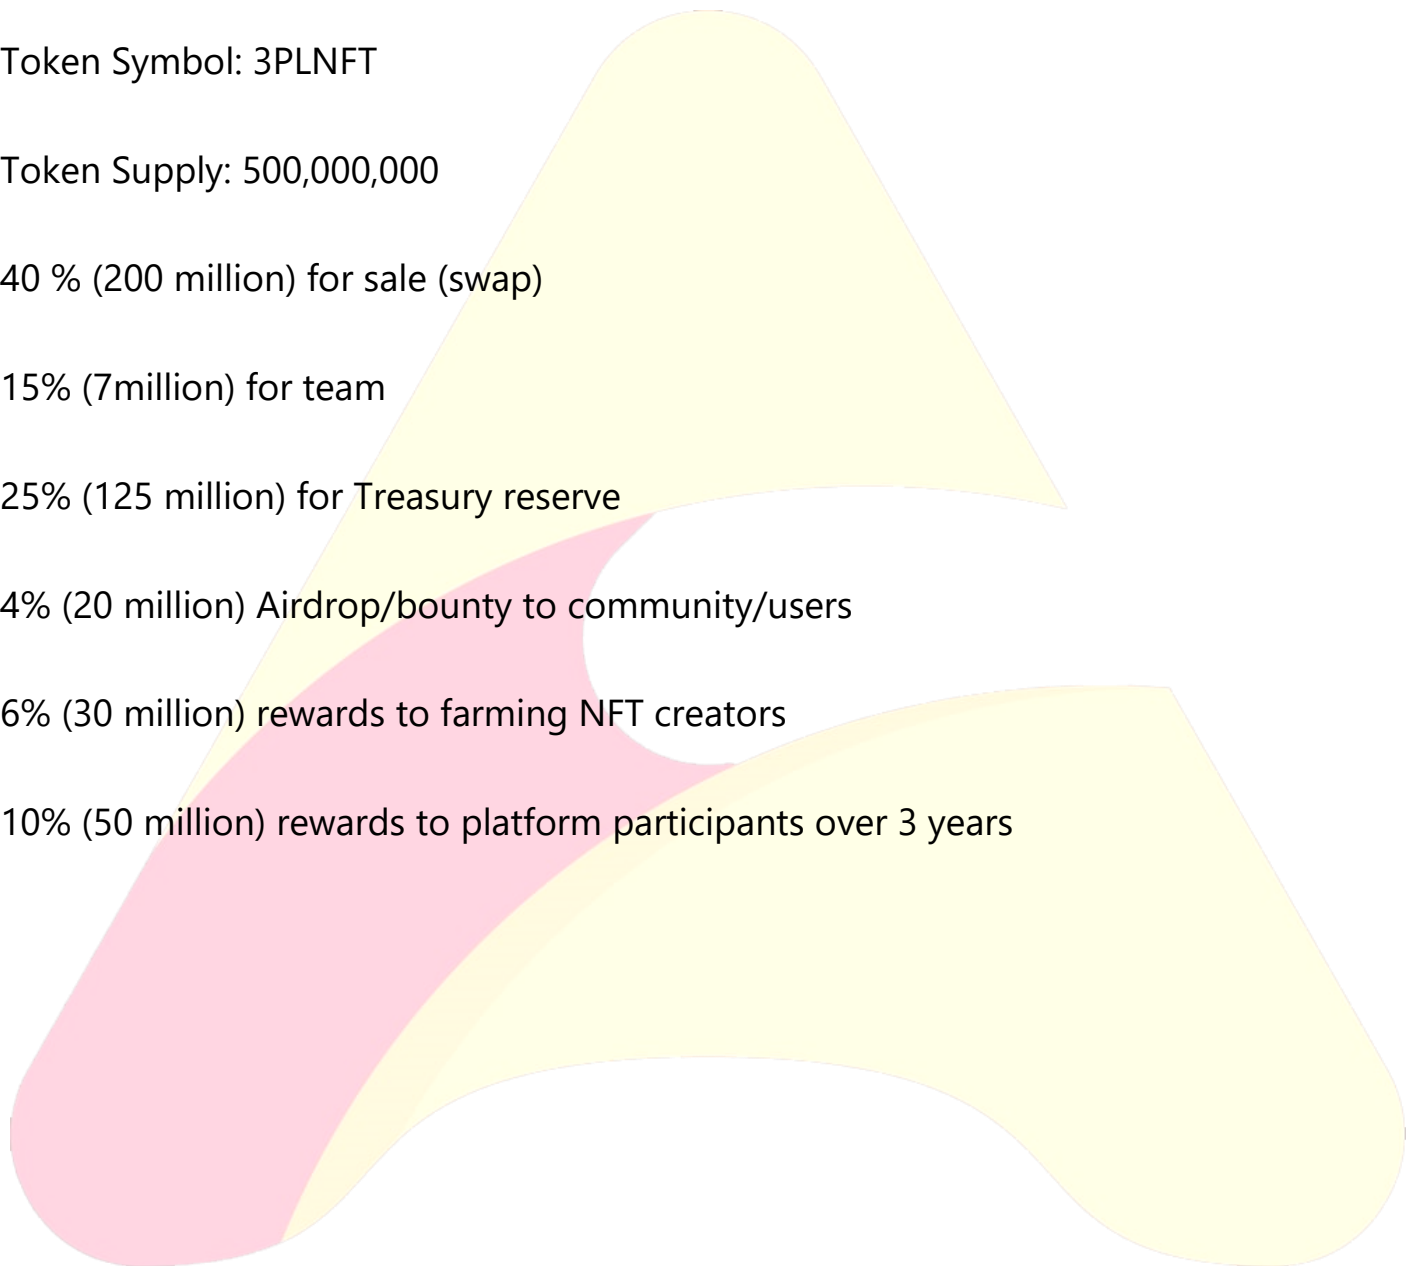 Token Symbol: 3PLNFT
Token Supply: 500,000,000
40 % (200 million) for sale (swap)
15% (7million) for team
25% (125 million) for Treasury reserve
4% (20 million) Airdrop/bounty to community/users
6% (30 million) rewards to farming NFT creators
10% (50 million) rewards to platform participants over 3 years